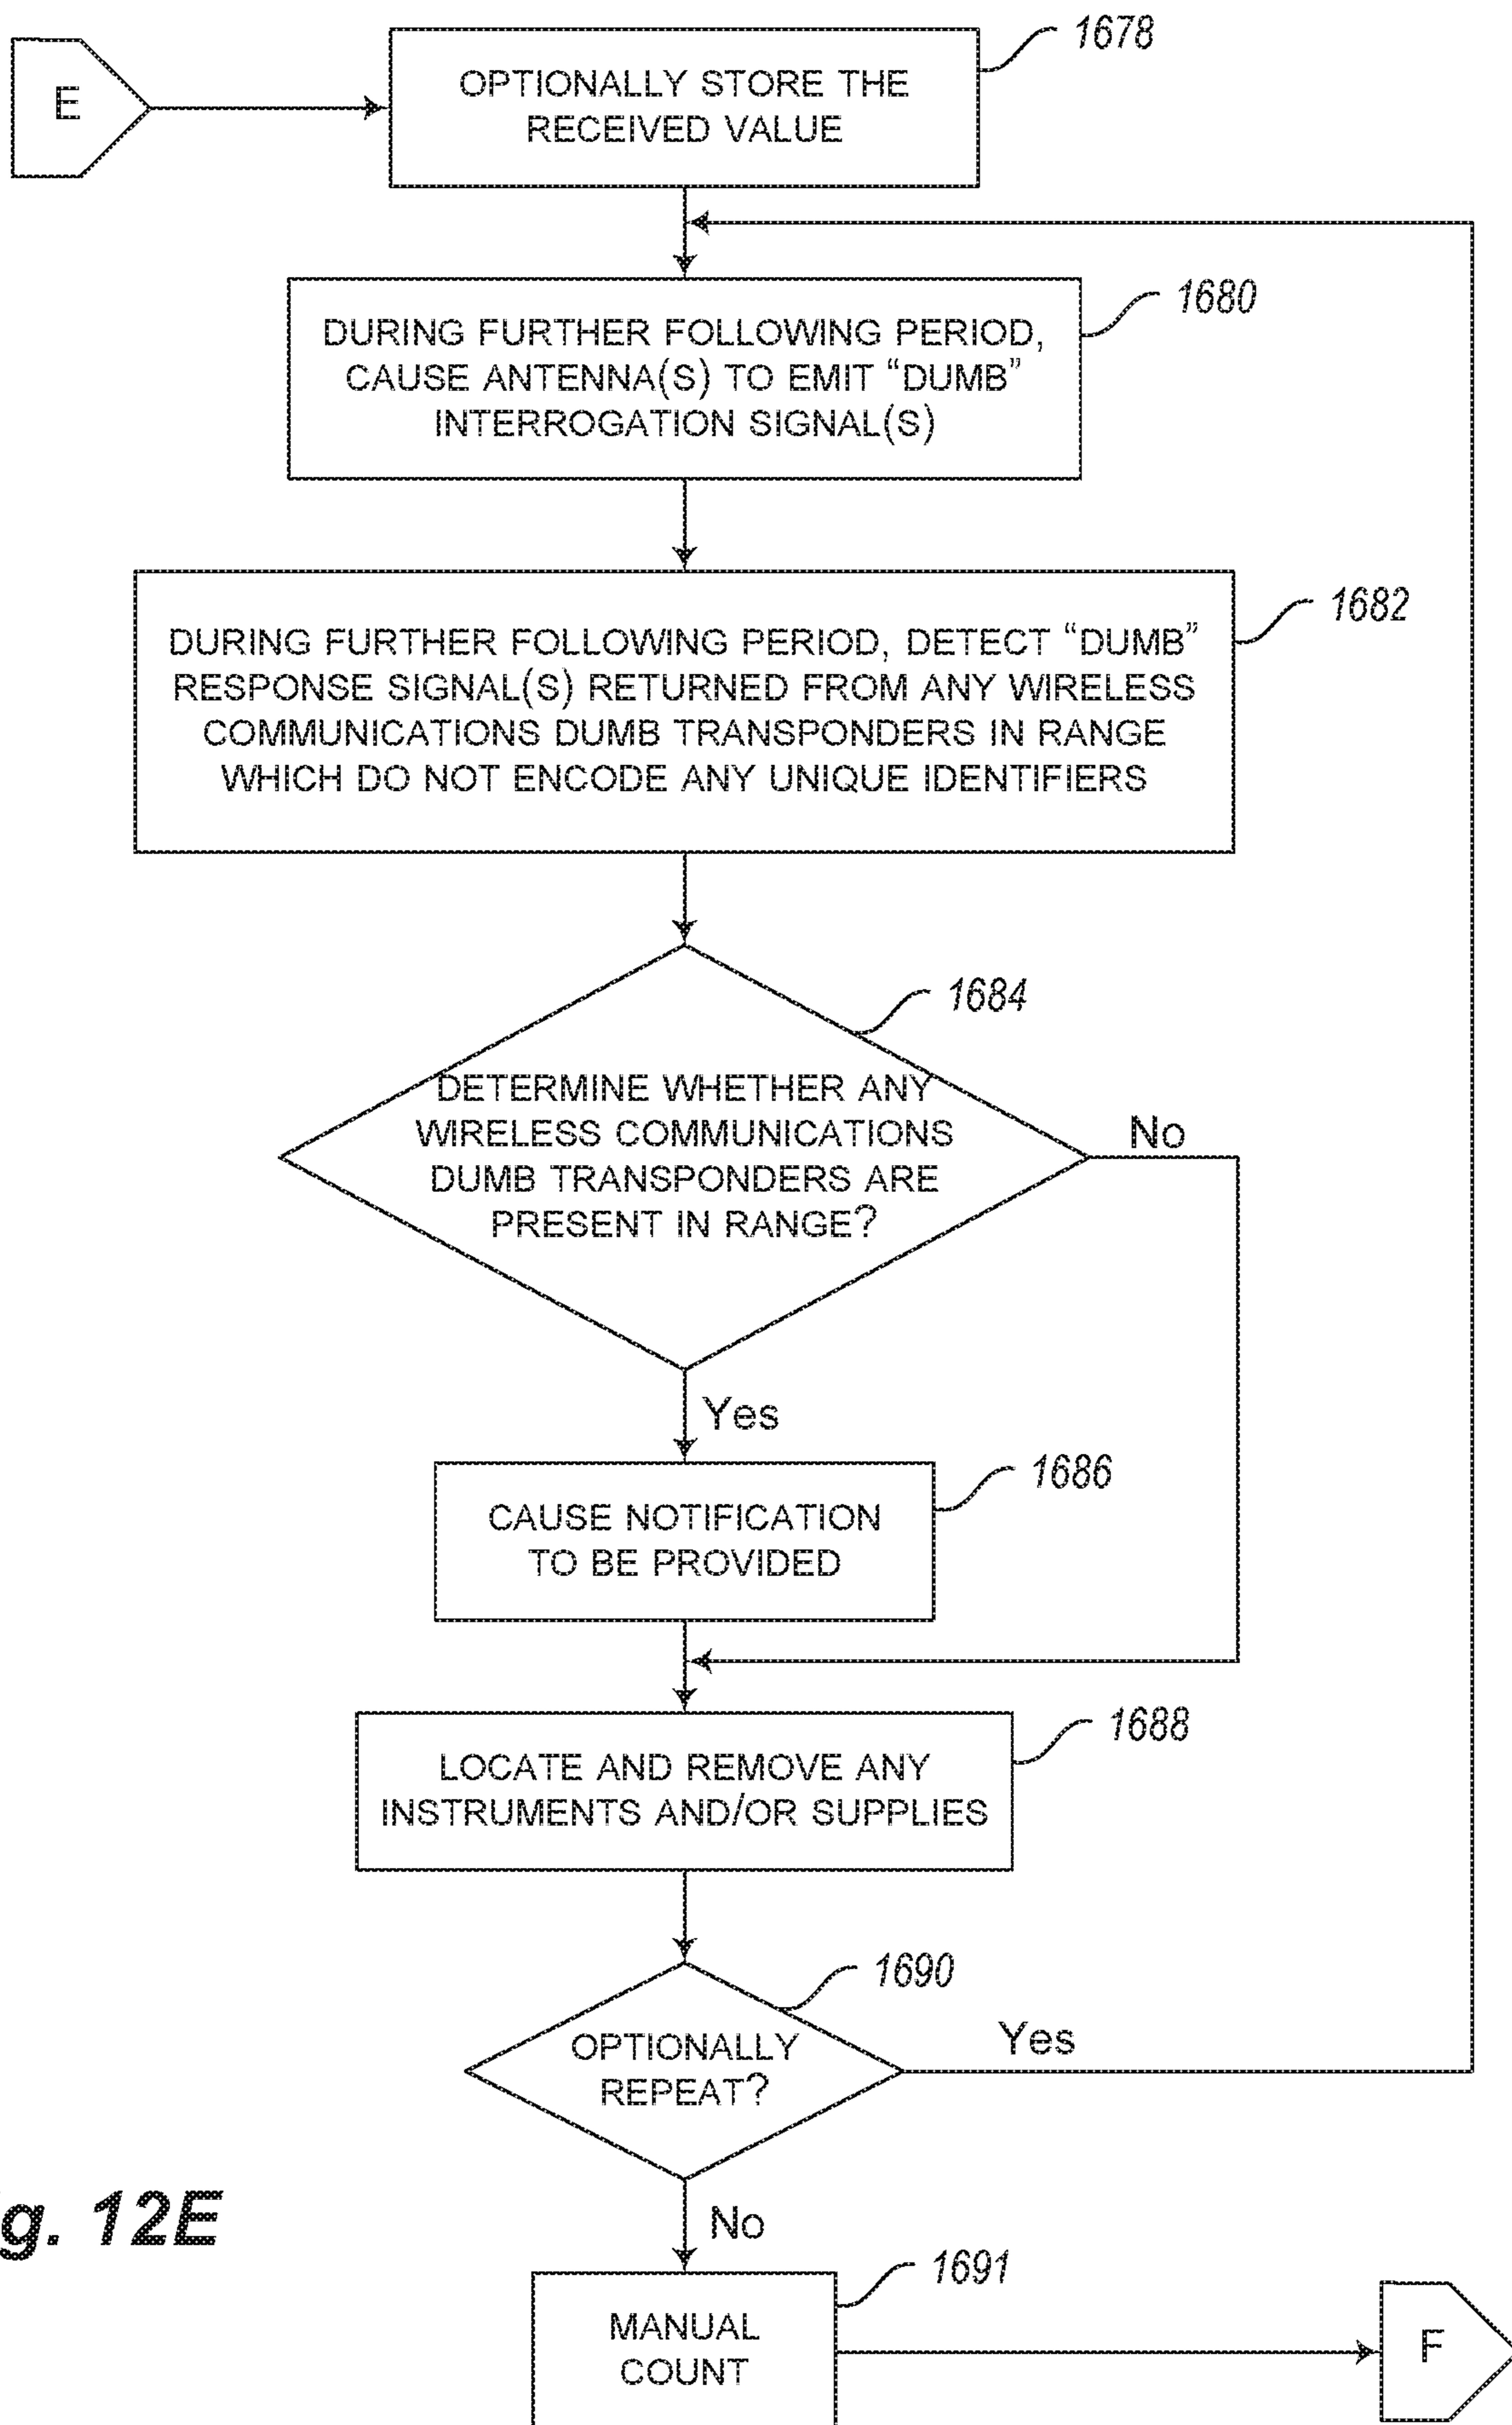 E
OPTIONALLY STORE THE
RECEIVED VALUE
1678
DURING FURTHER FOLLOWING PERIOD,
CAUSE ANTENNA(S) TO EMIT “DUMB”
INTERROGATION SIGNAL(S)
1680
DURING FURTHER FOLLOWING PERIOD, DETECT “DUMB”
RESPONSE SIGNAL(S) RETURNED FROM ANY WIRELESS
COMMUNICATIONS DUMB TRANSPONDERS IN RANGE
WHICH DO NOT ENCODE ANY UNIQUE IDENTIFIERS
1682
DETERMINE WHETHER ANY
WIRELESS COMMUNICATIONS
DUMB TRANSPONDERS ARE
PRESENT IN RANGE?
1684
No
Yes
CAUSE NOTIFICATION
TO BE PROVIDED
1686
LOCATE AND REMOVE ANY
INSTRUMENTS AND/OR SUPPLIES
1688
OPTIONALLY
REPEAT?
1690
Yes
No
g. 12E
MANUAL
COUNT
1691
F